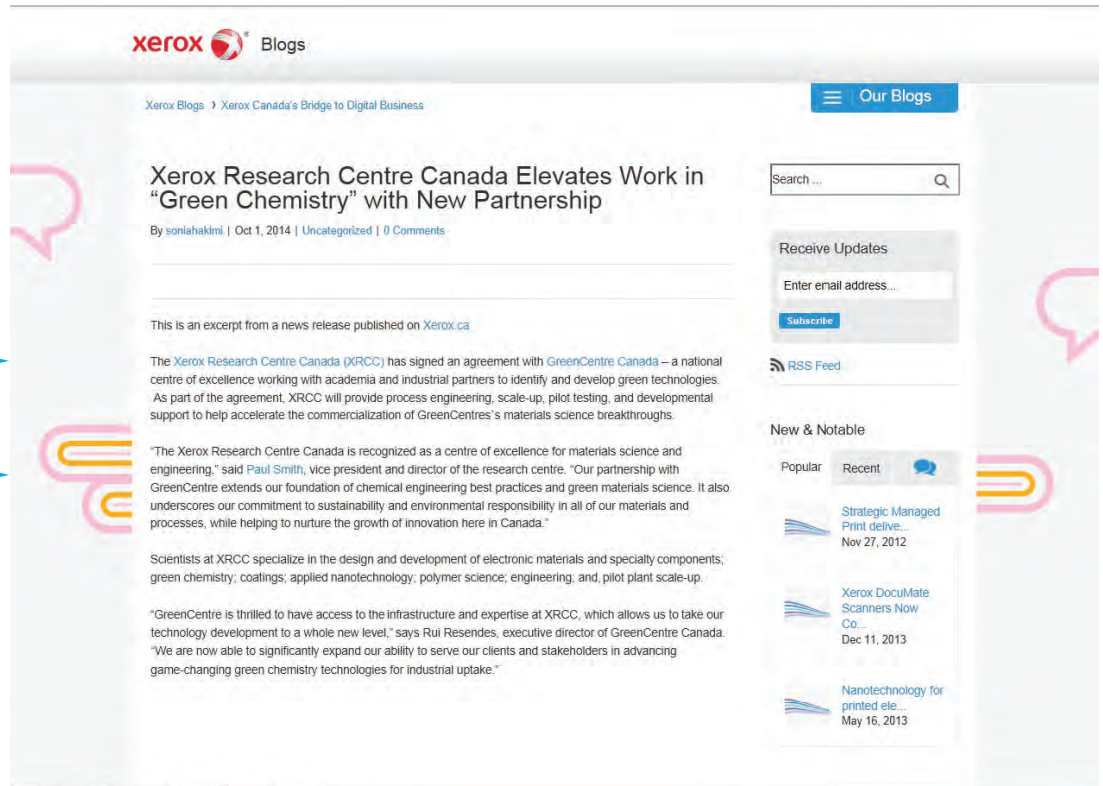 xerox Blogs
Xerox Blogs › Xerox Canada's Bridge to Digital Business
Our Blogs
Xerox Research Centre Canada Elevates Work in
“Green Chemistry” with New Partnership
By soniahakimi | Oct 1, 2014 | Uncategorized | 0 Comments
This is an excerpt from a news release published on Xerox.ca
The Xerox Research Centre Canada (XRCC) has signed an agreement with GreenCentre Canada – a national
centre of excellence working with academia and industrial partners to identify and develop green technologies.
As part of the agreement, XRCC will provide process engineering, scale-up, pilot testing, and developmental
support to help accelerate the commercialization of GreenCentres's materials science breakthroughs.
“The Xerox Research Centre Canada is recognized as a centre of excellence for materials science and
engineering,” said Paul Smith, vice president and director of the research centre. “Our partnership with
GreenCentre extends our foundation of chemical engineering best practices and green materials science. It also
underscores our commitment to sustainability and environmental responsibility in all of our materials and
processes, while helping to nurture the growth of innovation here in Canada.”
Scientists at XRCC specialize in the design and development of electronic materials and specialty components;
green chemistry; coatings; applied nanotechnology; polymer science; engineering; and, pilot plant scale-up.
“GreenCentre is thrilled to have access to the infrastructure and expertise at XRCC, which allows us to take our
technology development to a whole new level,” says Rui Resendes, executive director of GreenCentre Canada.
“We are now able to significantly expand our ability to serve our clients and stakeholders in advancing
game-changing green chemistry technologies for industrial uptake.”
Search ...
Receive Updates
Enter email address...
Subscribe
RSS Feed
New & Notable
Popular Recent
Strategic Managed
Print delive...
Nov 27, 2012
Xerox DocuMate
Scanners Now
Co...
Dec 11, 2013
Nanotechnology for
printed ele...
May 16, 2013